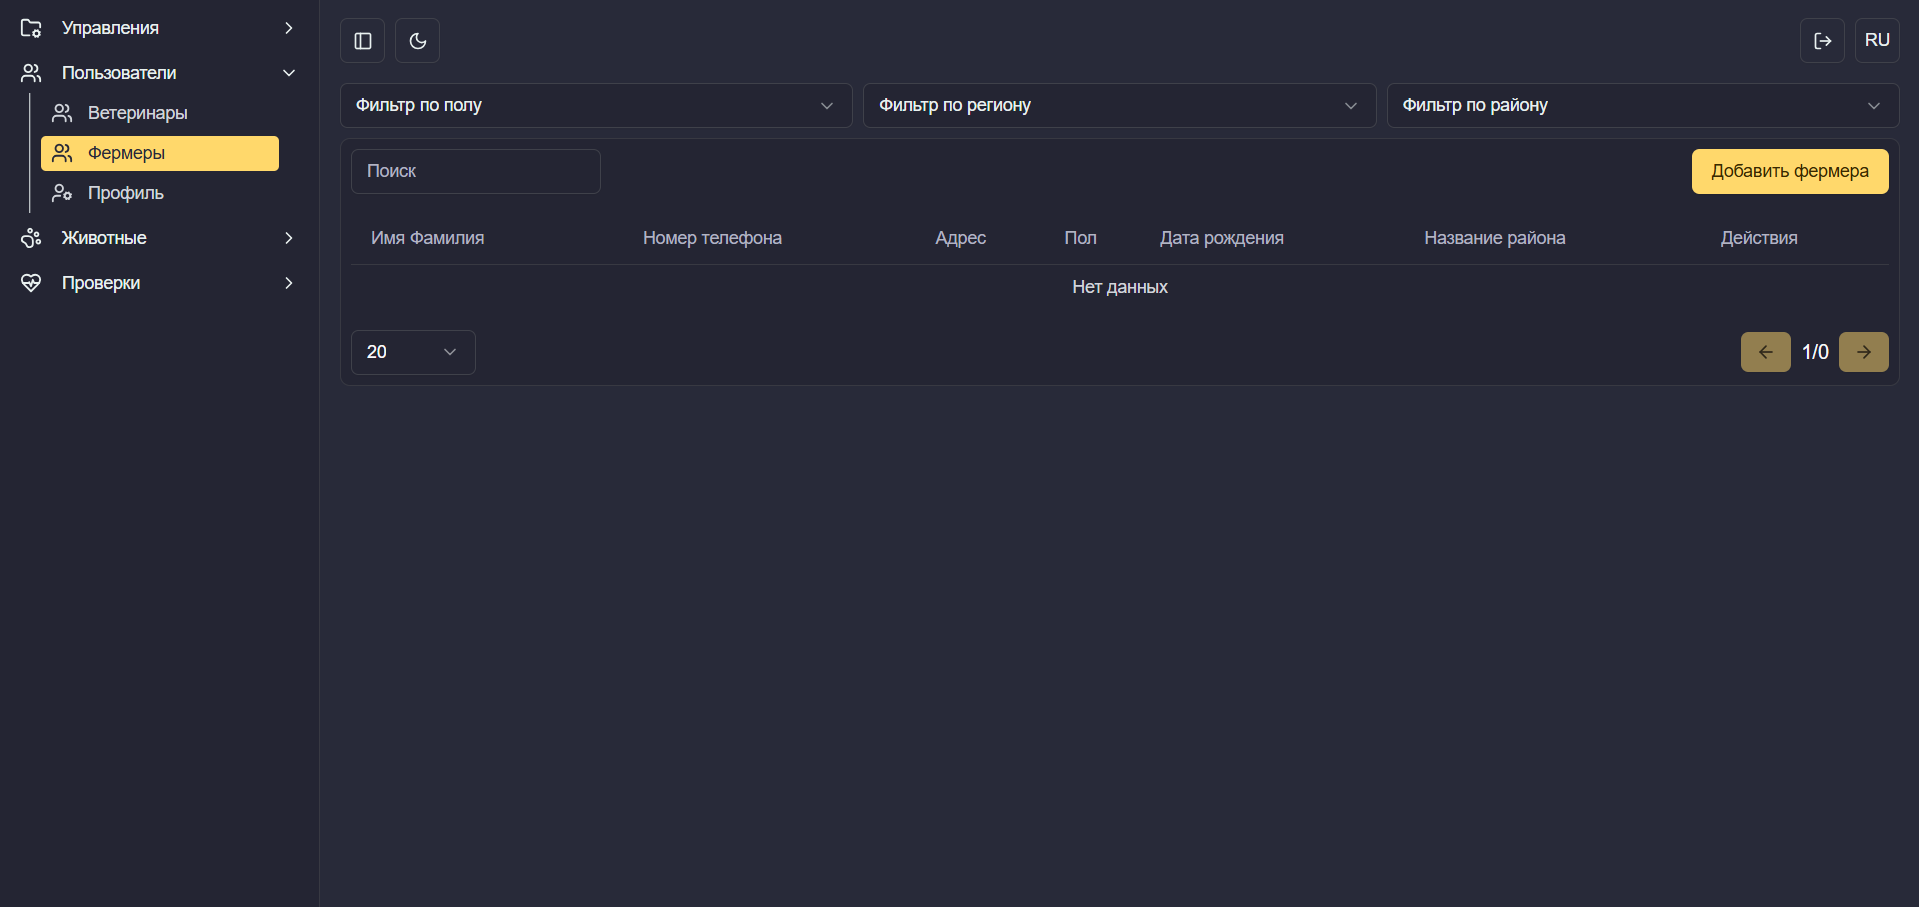 Управления
Пользователи
Ветеринары
Фермеры
Профиль
Животные
Проверки
RU
Фильтр по полу
Фильтр по региону
Фильтр по району
Поиск
Добавить фермера
Имя Фамилия
Номер телефона
Адрес
Пол
Дата рождения
Название района
Действия
Нет данных
20
1/0